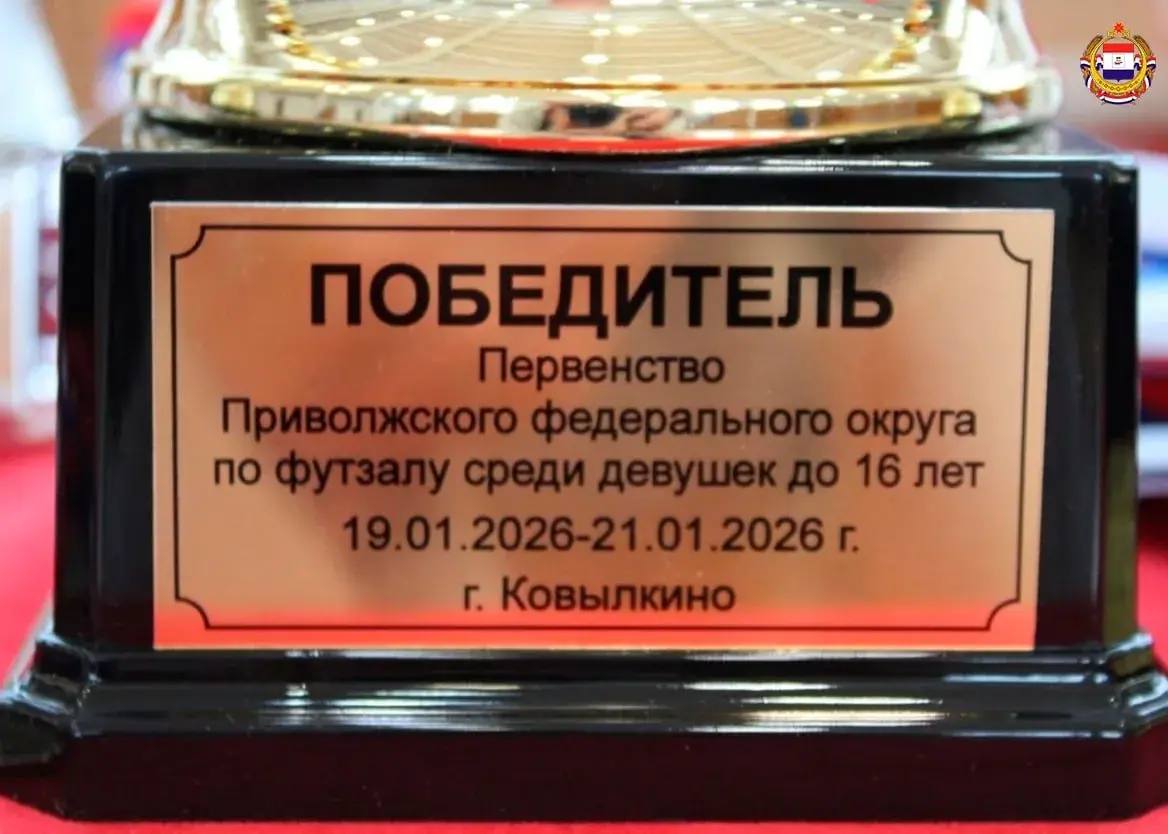 ПОБЕДИТЕЛЬ
Первенство
Приволжского федерального округа
по футзалу среди девушек до 16 лет
19.01.2026-21.01.2026 г.
г. Ковылкино